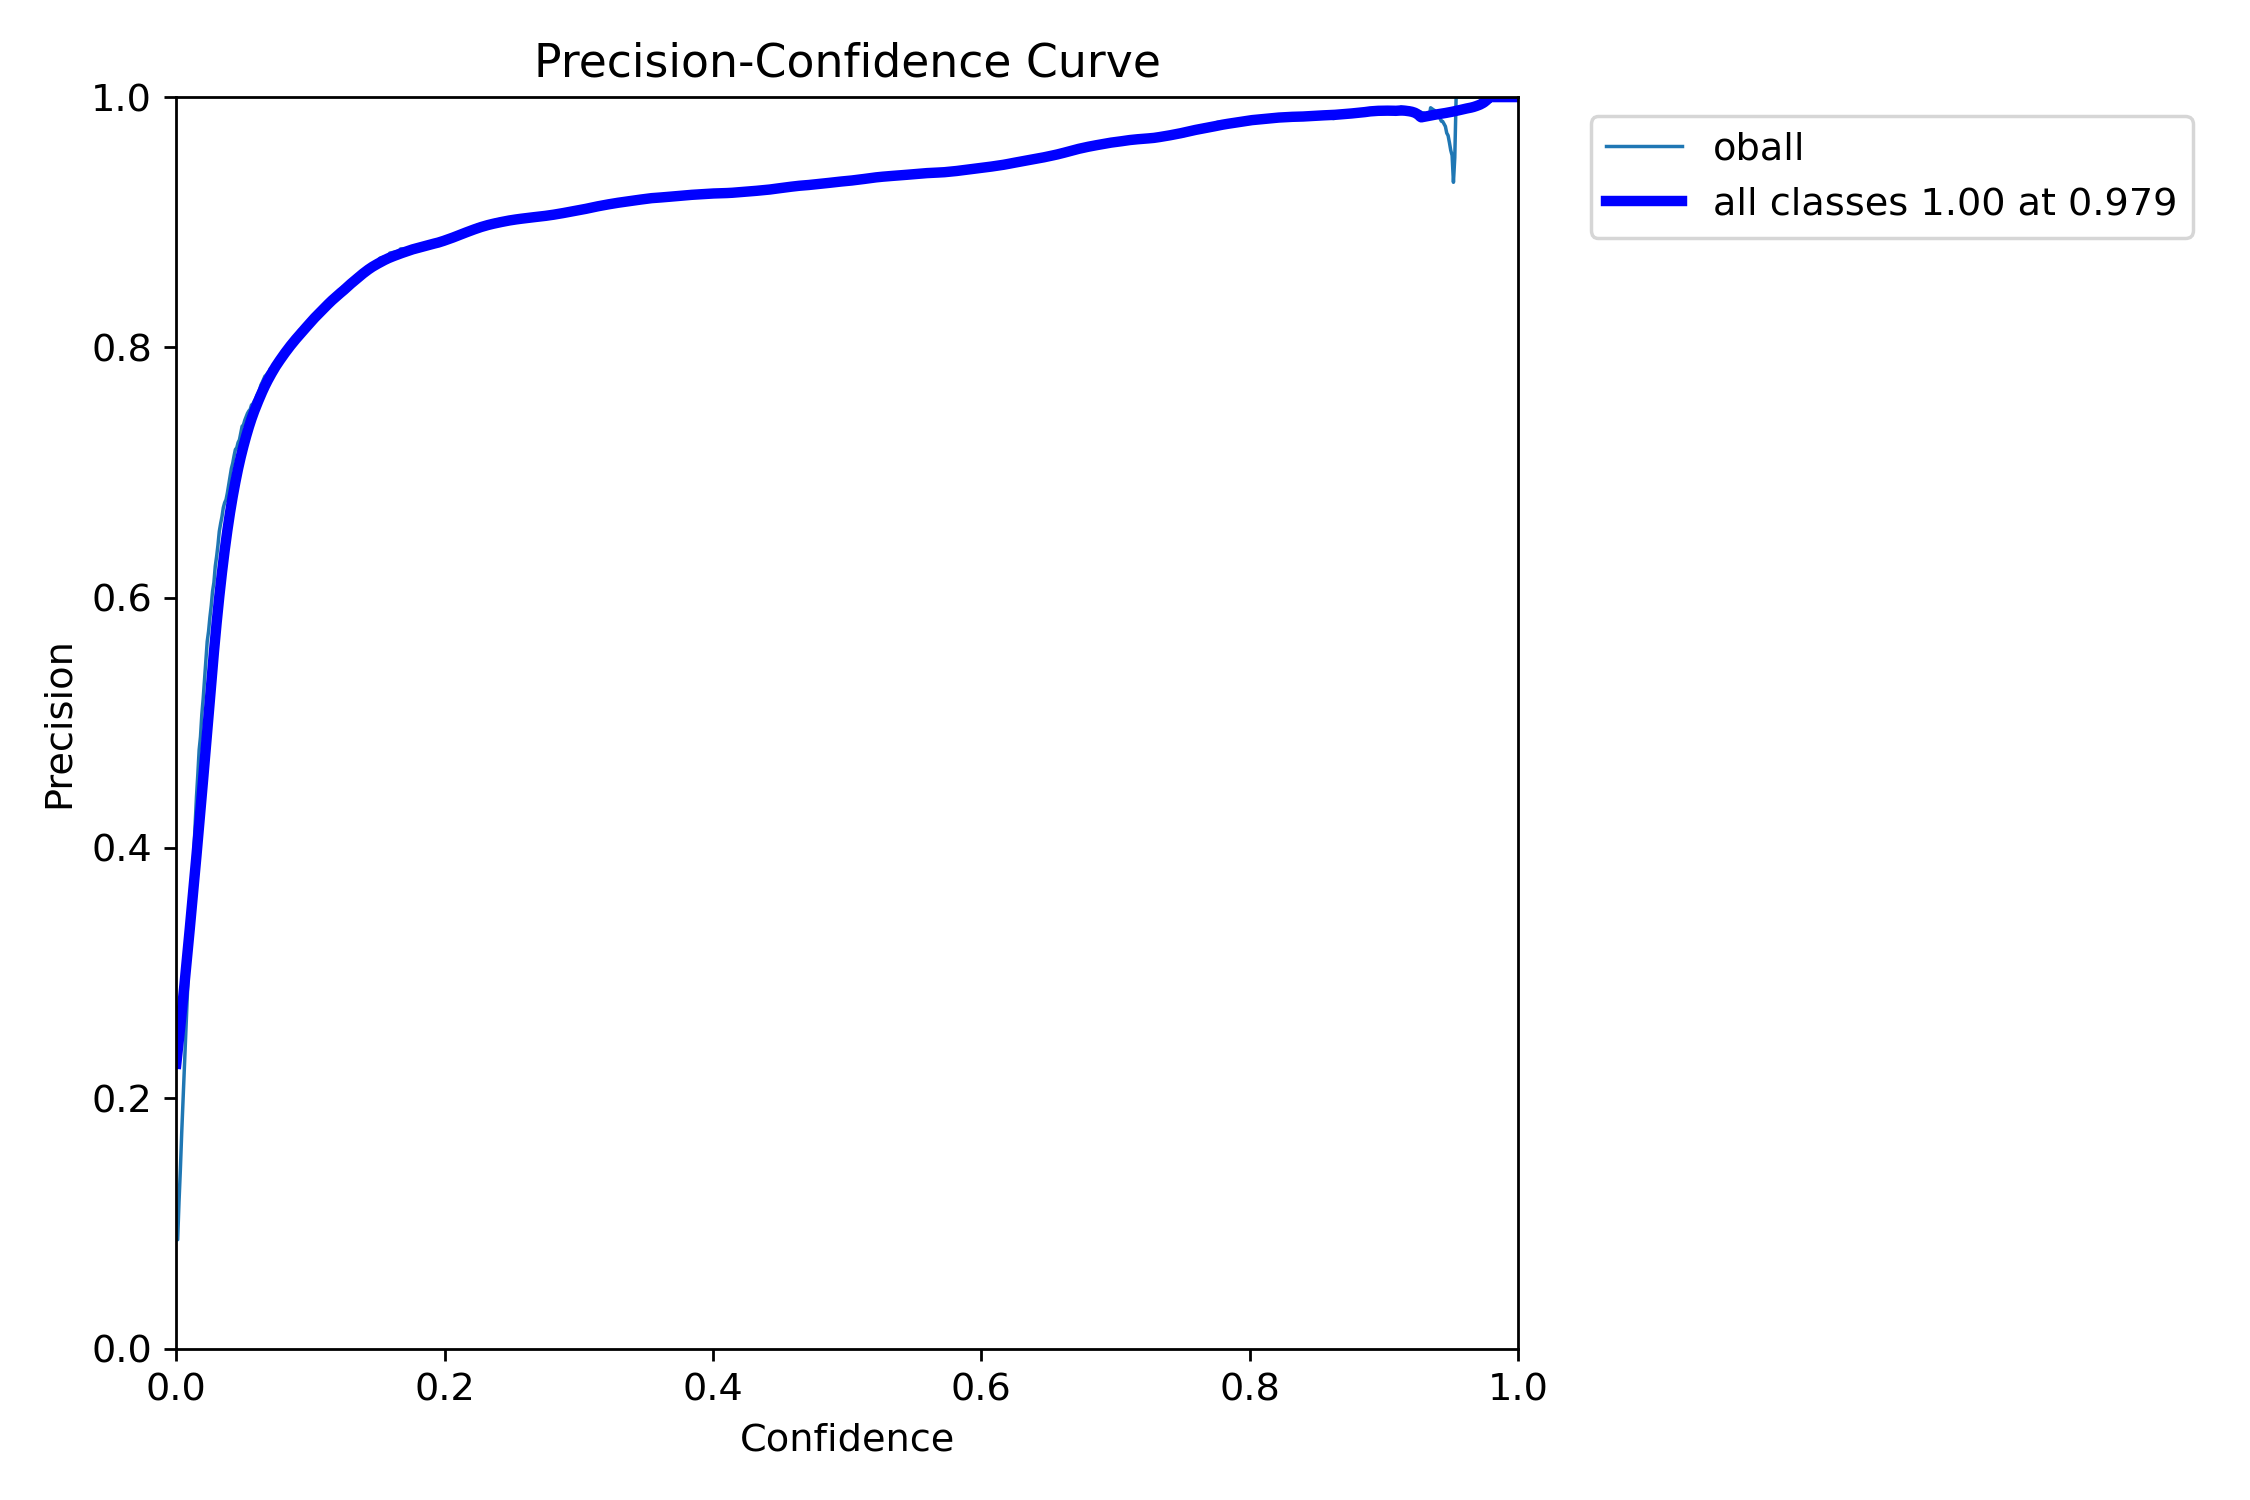 Precision-Confidence Curve
1.0
0.8
0.6
0.4
0.2
0.0
Precision
0.0 0.2 0.4 0.6 0.8 1.0
Confidence
oball
all classes 1.00 at 0.979